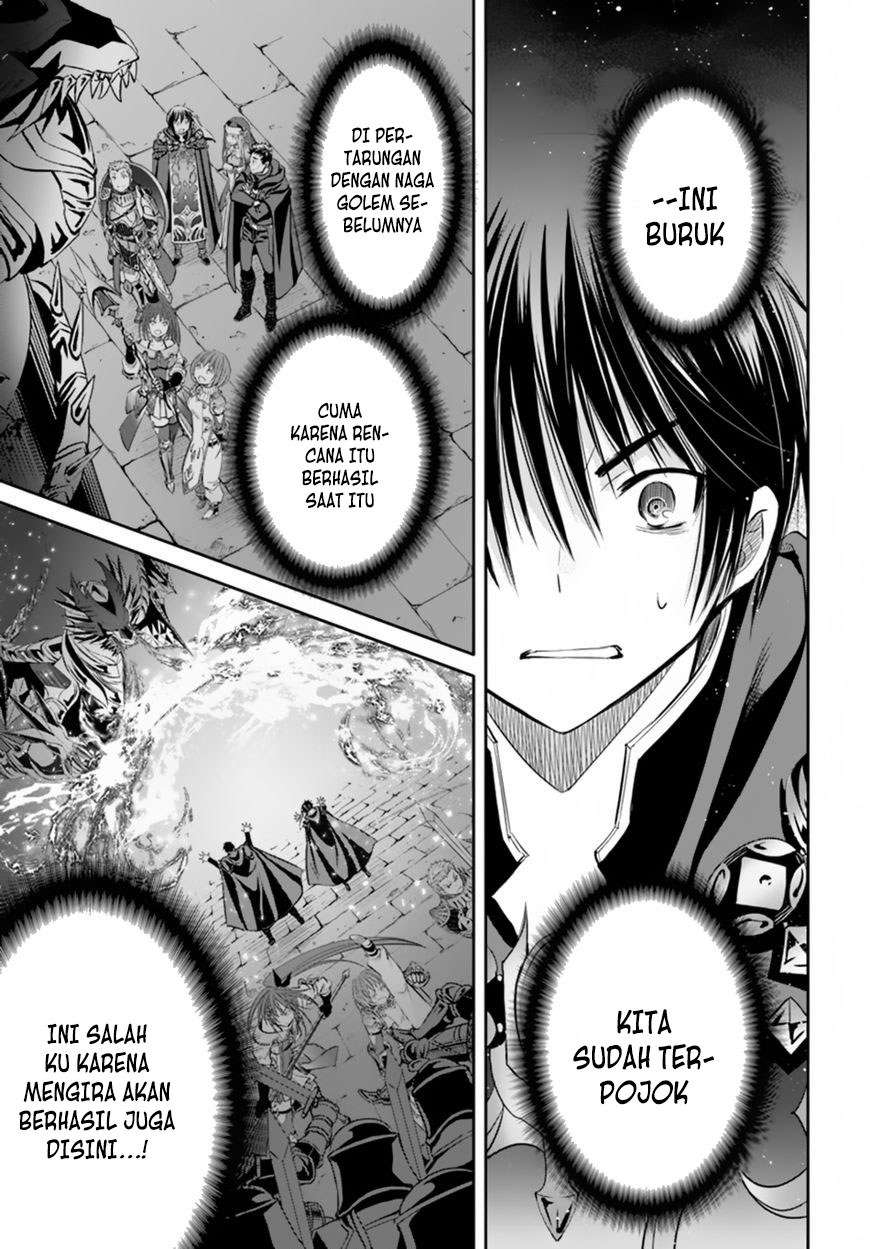 --INI
BURUK
KITA
SUDAH TER-
POJOK
DI PER-
TARUNGAN
DENGAN NAGA
GOLEM SE-
BELUMNYA
CUMA
KARENA REN-
CANA ITU
BERHASIL
SAAT ITU
INI SALAH
KU KARENA
MENGIRA AKAN
BERHASIL JUGA
DISINI...!